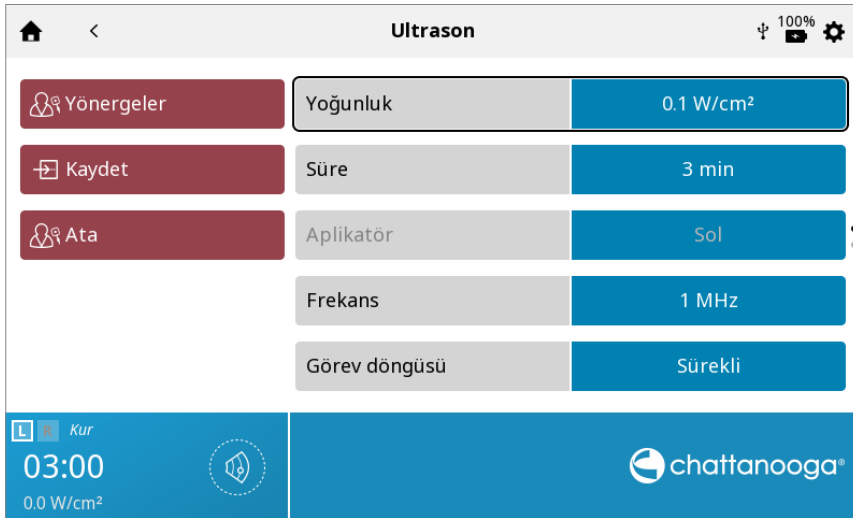 Ultrason
100%
Yönergeler
Yoğunluk 0.1 W/cm²
Kaydet
Süre 3 min
Ata
Aplikatör Sol
Frekans 1 MHz
Görev döngüsü Sürekli
L R Kur
03:00
0.0 W/cm²
chattanooga®